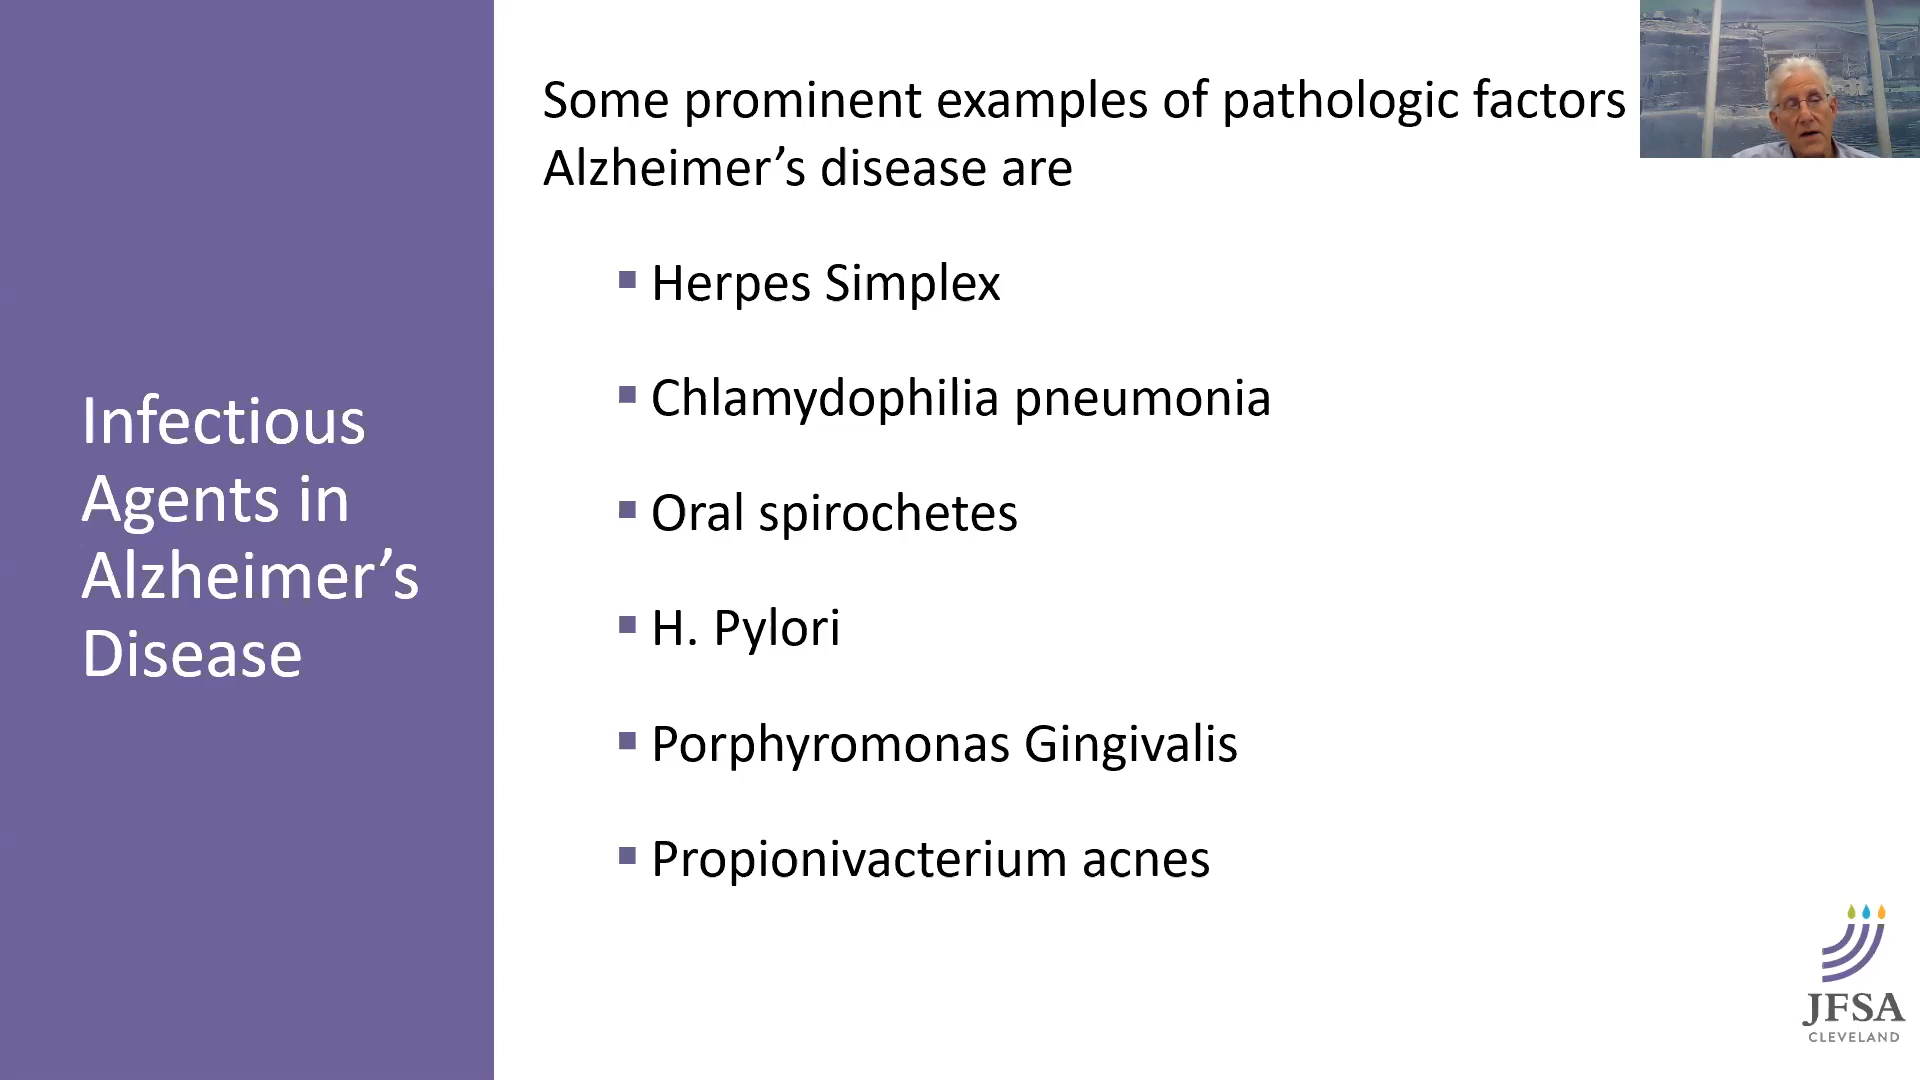 Infectious
Agents in
Alzheimer’s
Disease
Some prominent examples of pathologic factors
Alzheimer’s disease are
▪ Herpes Simplex
▪ Chlamydophilia pneumonia
▪ Oral spirochetes
▪ H. Pylori
▪ Porphyromonas Gingivalis
▪ Propionivacterium acnes
JFSA
CLEVELAND